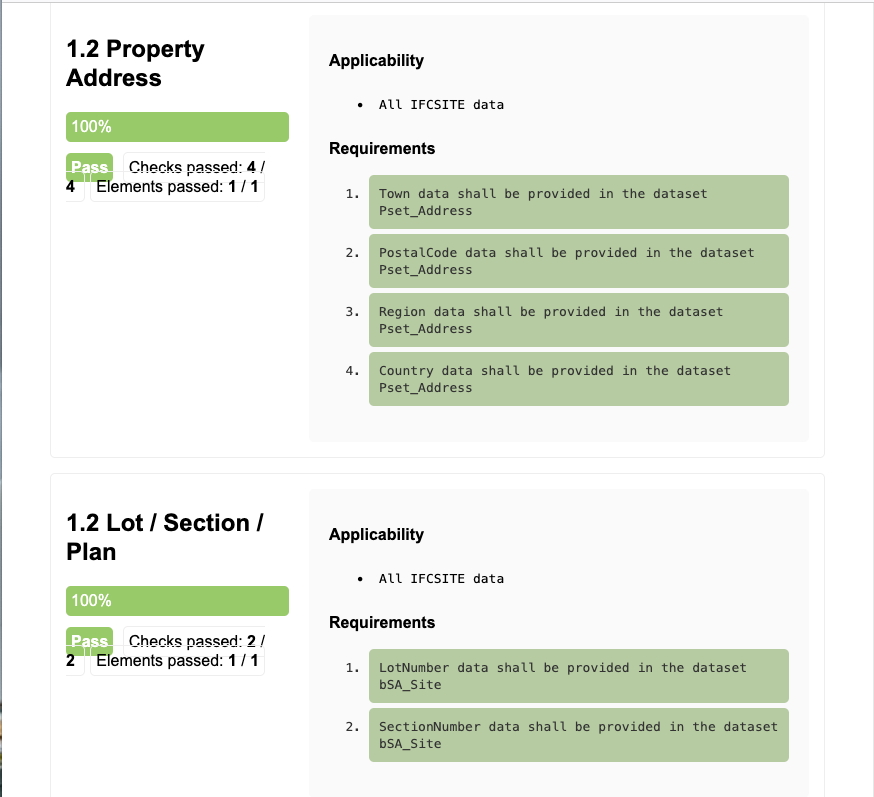 1.2 Property
Address
100%
Pass Checks passed: 4 /
4 Elements passed: 1 / 1
Applicability
• All IFCSITE data
Requirements
1. Town data shall be provided in the dataset
Pset_Address
2. PostalCode data shall be provided in the dataset
Pset_Address
3. Region data shall be provided in the dataset
Pset_Address
4. Country data shall be provided in the dataset
Pset_Address
1.2 Lot / Section /
Plan
100%
Pass Checks passed: 2 /
2 Elements passed: 1 / 1
Applicability
• All IFCSITE data
Requirements
1. LotNumber data shall be provided in the dataset
bSA_Site
2. SectionNumber data shall be provided in the dataset
bSA_Site